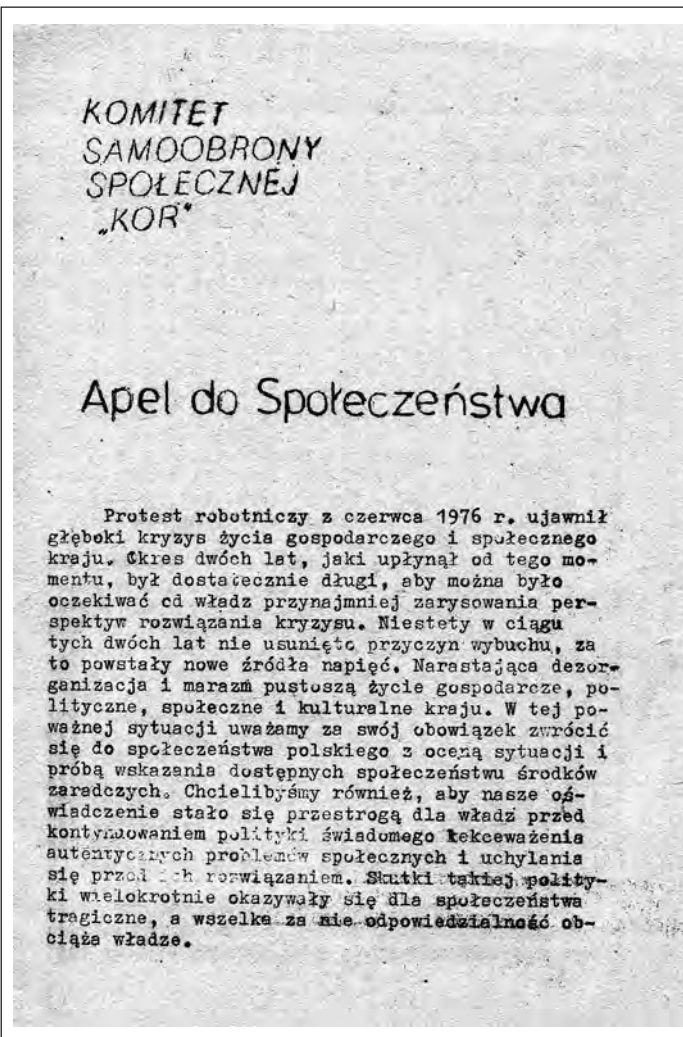 KOMITET
SAMOOBRONY
SPOŁECZNEJ
„KOR"
Apel do Społeczeństwa
Protest robotniczy z czerwca 1976 r. ujawnił
głęboki kryzys życia gospodarczego i społecznego
kraju. Okres dwóch lat, jaki upłynął od tego mo-
mentu, był dostatecznie długi, aby można było
oczekiwać od władz przynajmniej zarysowania per-
spektyw rozwiązania kryzysu. Niestety w ciągu
tych dwóch lat nie usunięto przyczyn wybuchu, za
to powstały nowe źródła napięć. Narastająca dezor-
ganizacja i marazm pustoszą życie gospodarcze, po-
lityczne, społeczne i kulturalne kraju. W tej po-
ważnej sytuacji uważamy za swój obowiązek zwrócić
się do społeczeństwa polskiego z oceną sytuacji i
próbą wskazania dostępnych społeczeństwu środków
zaradczych. Chcielibyśmy również, aby nasze oś-
wiadczenie stało się przestrogą dla władz przed
kontynuowaniem polityki świadomego lekceważenia
autentycznych problemów społecznych i uchylania
się przed ich rozwiązaniem. Skutki takiej polity-
ki wielokrotnie okazywały się dla społeczeństwa
tragiczne, a wszelka za nie odpowiedzialność ob-
ciąża władze.